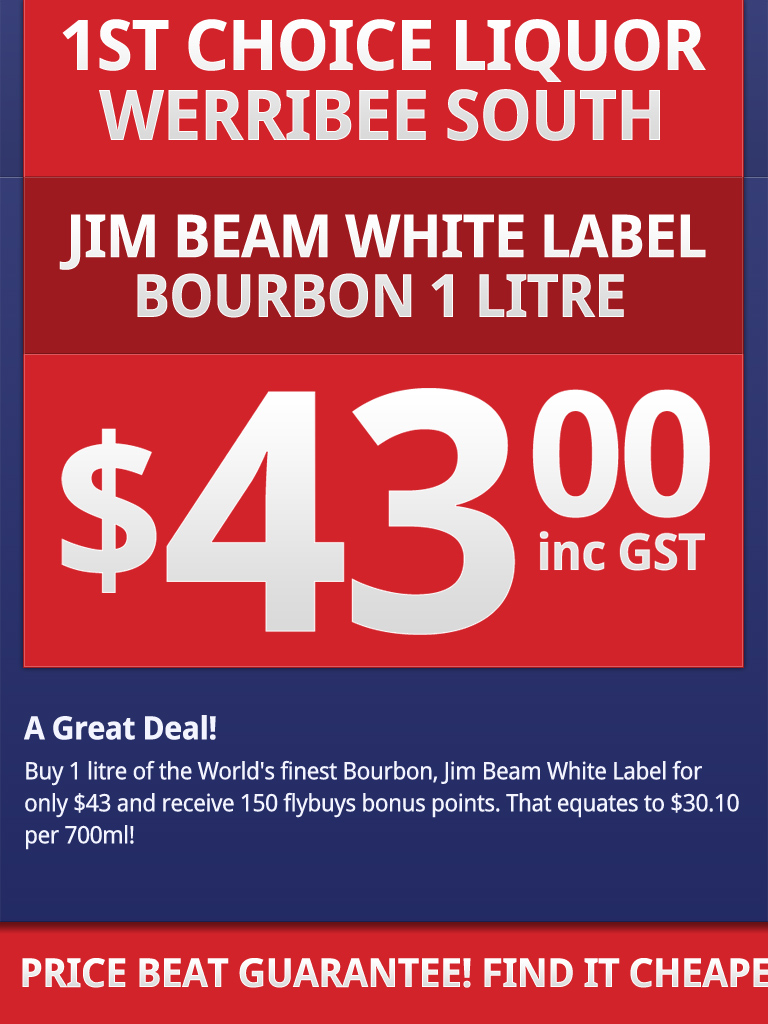 1ST CHOICE LIQUOR
WERRIBEE SOUTH
JIM BEAM WHITE LABEL
BOURBON 1 LITRE
$43 00
inc GST
A Great Deal!
Buy 1 litre of the World's finest Bourbon, Jim Beam White Label for
only $43 and receive 150 flybuys bonus points. That equates to $30.10
per 700ml!
PRICE BEAT GUARANTEE! FIND IT CHEAPE